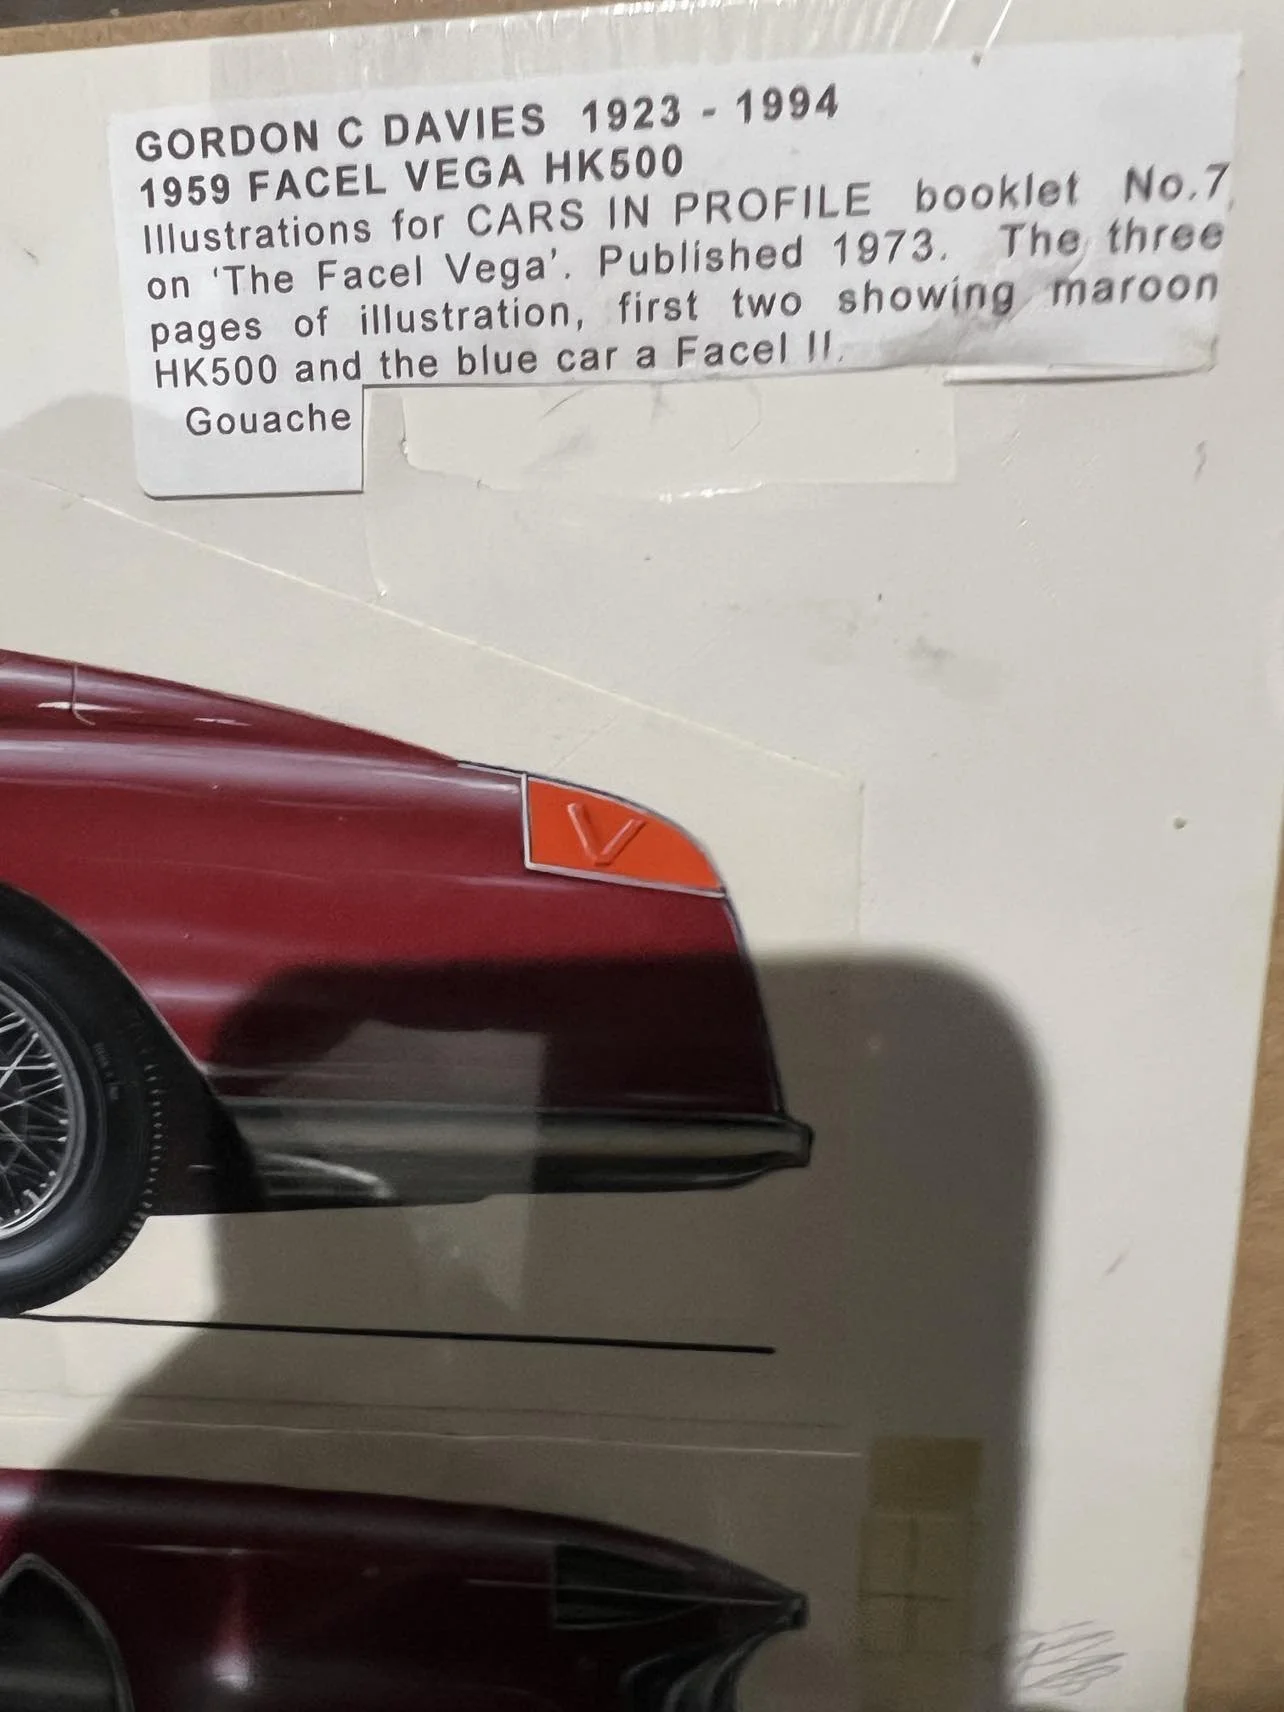 GORDON C DAVIES 1923 - 1994
1959 FACEL VEGA HK500
Illustrations for CARS IN PROFILE booklet No.7,
on 'The Facel Vega'. Published 1973. The three
pages of illustration, first two showing maroon
HK500 and the blue car a Facel II.
Gouache
V